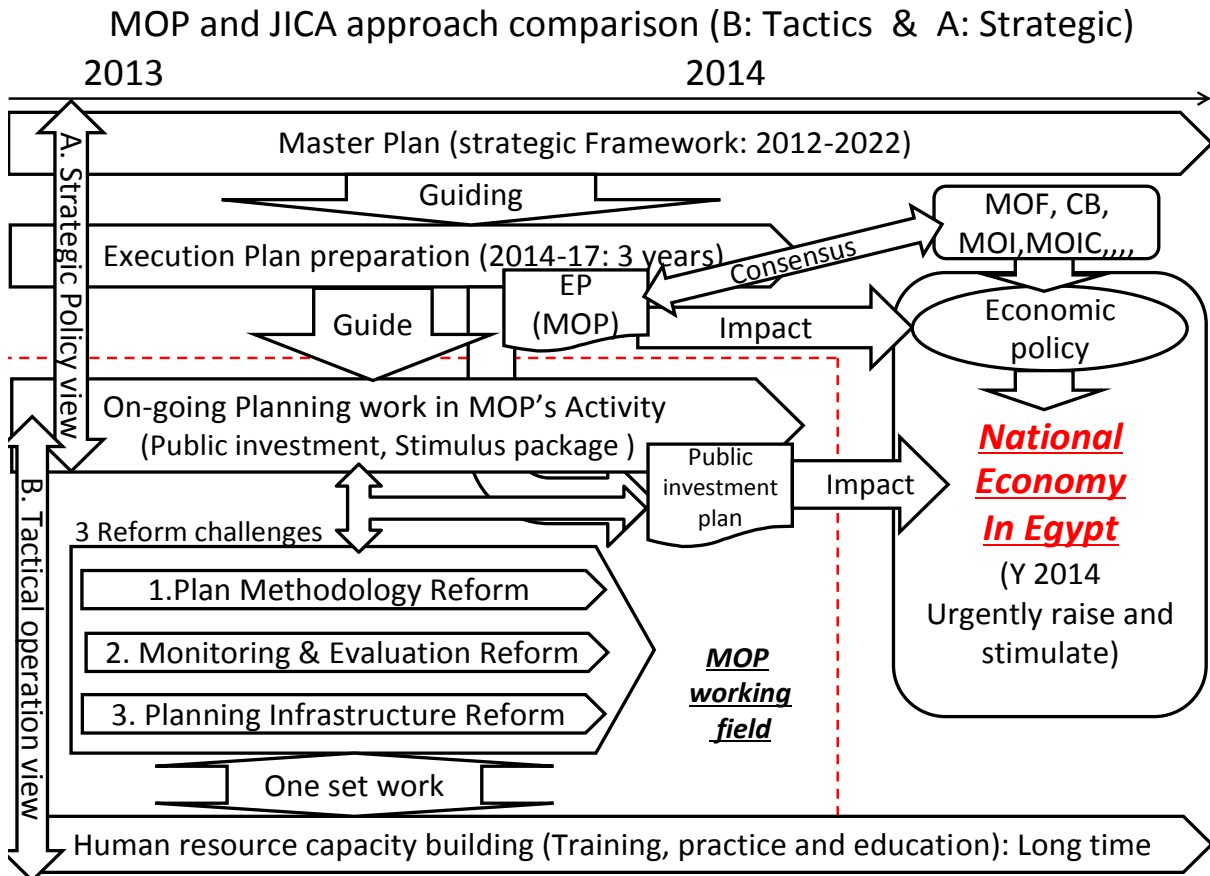 MOP and JICA approach comparison (B: Tactics & A: Strategic)
2013
2014
Master Plan (strategic Framework: 2012-2022)
A. Strategic Policy view
Guiding
MOF, CB,
MOI,MOIC,,,,
Execution Plan preparation (2014-17: 3 years)
Consensus
EP
(MOP)
Guide
Impact
Economic
policy
On-going Planning work in MOP's Activity
(Public investment, Stimulus package )
Public
investment
plan
Impact
National
Economy
In Egypt
(Y 2014
Urgently raise and
stimulate)
B. Tactical operation view
3 Reform challenges
1.Plan Methodology Reform
2. Monitoring & Evaluation Reform
3. Planning Infrastructure Reform
MOP
working
field
One set work
Human resource capacity building (Training, practice and education): Long time